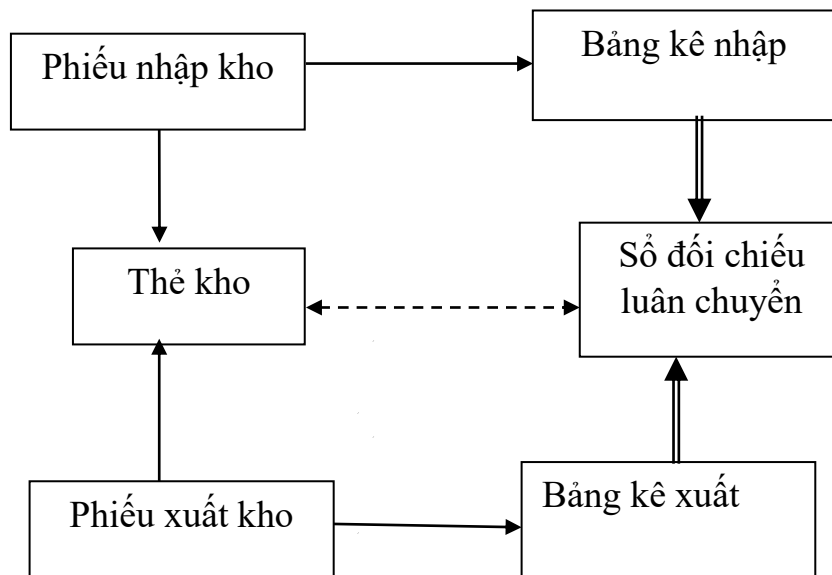 Phiếu nhập kho
Bảng kê nhập
Thẻ kho
Sổ đối chiếu
luân chuyển
Phiếu xuất kho
Bảng kê xuất